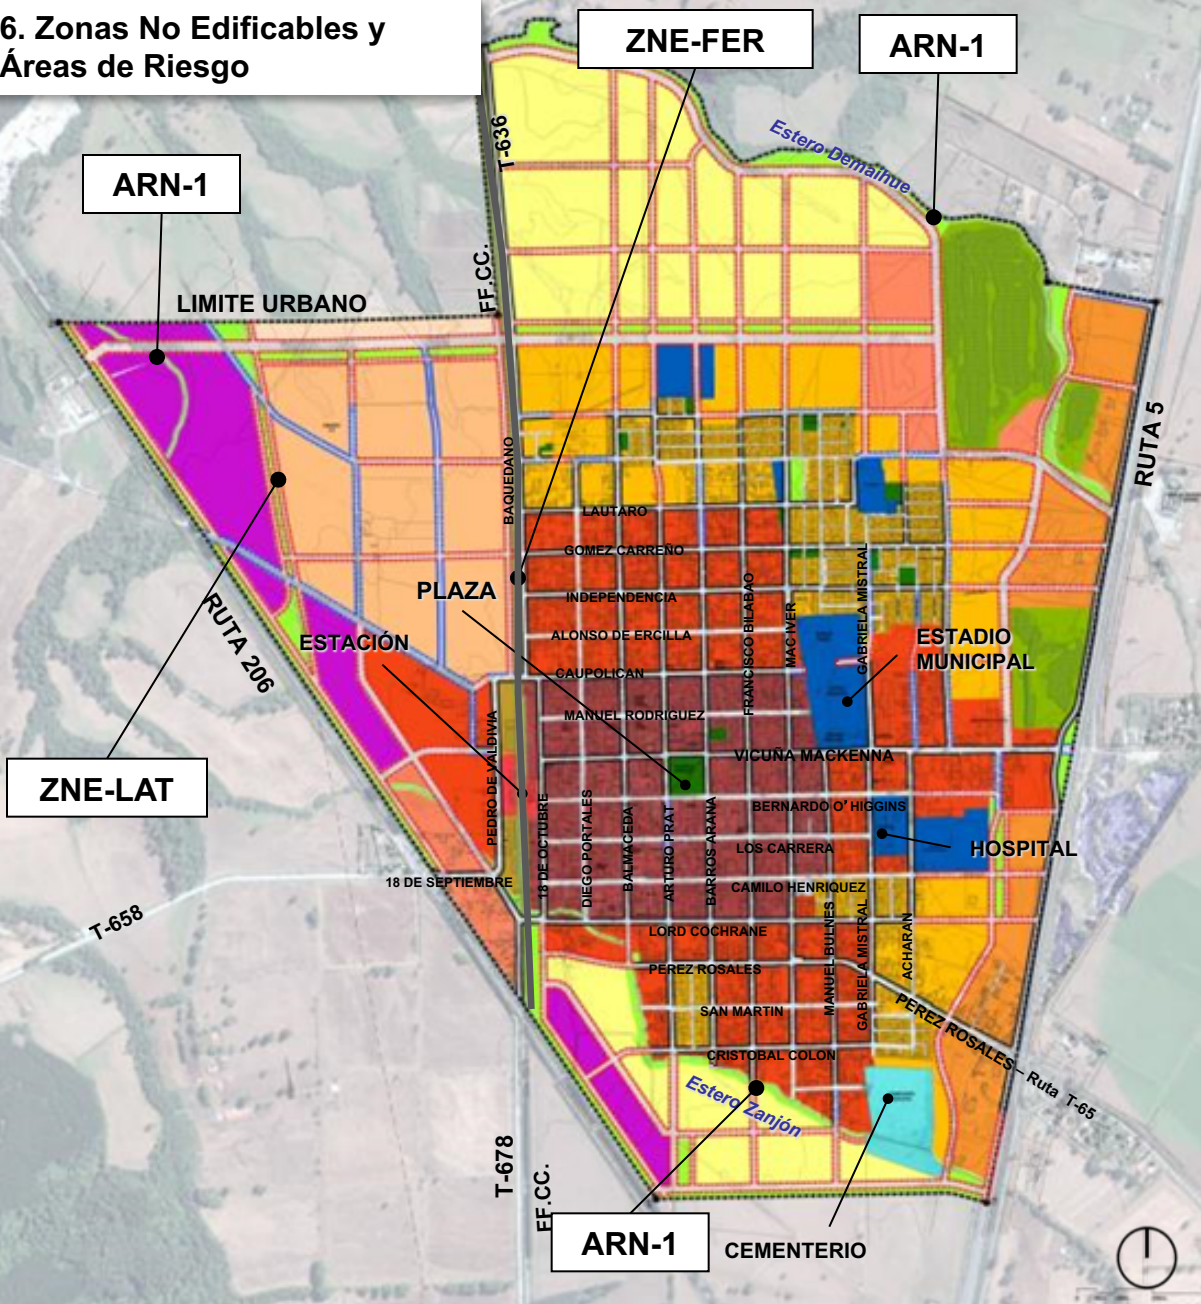 6. Zonas No Edificables y
Áreas de Riesgo
ZNE-FER
ARN-1
T-636
Estero Demaihue
ARN-1
FF.CC.
LIMITE URBANO
RUTA 5
BAQUEDANO
LAUTARO
GOMEZ CARREÑO
PLAZA
INDEPENDENCIA
FRANCISCO BILABAO
MAC IVER
GABRIELA MISTRAL
RUTA 206
ESTACIÓN
ALONSO DE ERCILLA
ESTADIO
MUNICIPAL
CAUPOLICAN
MANUEL RODRIGUEZ
PEDRO DE VALDIVIA
VICUÑA MACKENNA
ZNE-LAT
18 DE OCTUBRE
DIEGO PORTALES
BALMACEDA
ARTURO PRAT
BARROS ARANA
BERNARDO O’ HIGGINS
LOS CARRERA
HOSPITAL
18 DE SEPTIEMBRE
CAMILO HENRIQUEZ
T-658
LORD COCHRANE
MANUEL BULNES
GABRIELA MISTRAL
ACHARAN
PEREZ ROSALES
SAN MARTIN
PEREZ ROSALES – Ruta T-65
CRISTOBAL COLON
Estero Zanjón
T-678
FF.CC.
ARN-1
CEMENTERIO